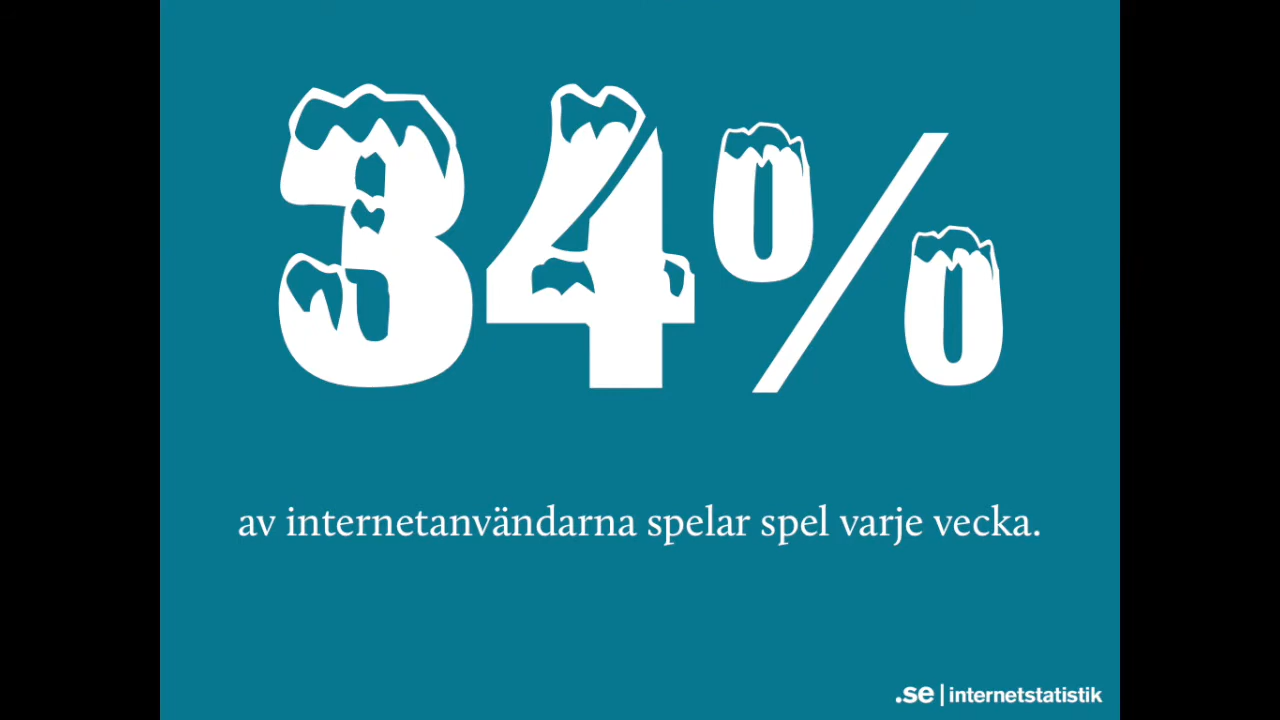 34%
av internetanvändarna spelar spel varje vecka.
.se | internetstatistik